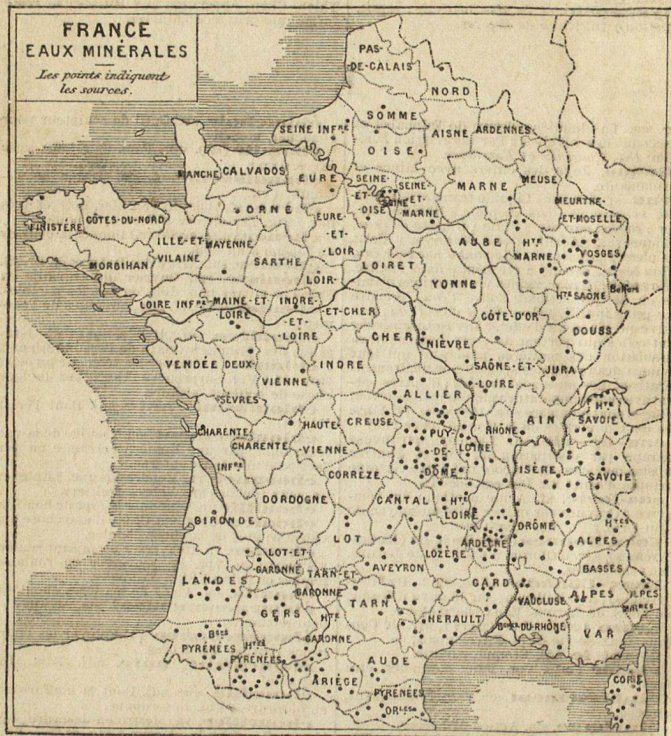 FRANCE
EAUX MINÉRALES
Les points indiquent
les sources.
PAS-
DE-CALAIS
NORD
SOMME
SEINE INFRE
AISNE
ARDENNES
OISE
MANCHE
CALVADOS
EURE
SEINE-
ET-
OISE
SEINE
SEINE-
ET-
MARNE
MARNE
MEUSE
MEURTHE-
ET-MOSELLE
ORNE
EURE-
ET-
LOIR
FINISTÈRE
CÔTES-DU-NORD
ILLE-ET
VILAINE
MAYENNE
AUBE
HTE
MARNE
VOSGES
MORBIHAN
SARTHE
LOIRET
LOIR-
ET-CHER
YONNE
HTE SAÔNE
Belfort
LOIRE INFRE
MAINE-ET
LOIRE
INDRE-
ET-
LOIRE
CÔTE-D'OR
DOUBS
CHER
NIÈVRE
VENDÉE
DEUX
SÈVRES
VIENNE
INDRE
SAÔNE-ET
LOIRE
JURA
ALLIER
AIN
HTE
SAVOIE
CHARENTE
INFRE
CHARENTE
HAUTE-
VIENNE
CREUSE
PUY-
DE-
DÔME
LOIRE
RHÔNE
ISÈRE
SAVOIE
CORRÈZE
DORDOGNE
CANTAL
HTE
LOIRE
GIRONDE
LOT
ARDÈCHE
DRÔME
HTES
ALPES
LOT-ET
GARONNE
AVEYRON
LOZÈRE
LANDES
TARN-ET
GARONNE
GARD
VAUCLUSE
BASSES
ALPES
ALPES
MARMES
GERS
TARN
HTE
GARONNE
HÉRAULT
BCHES DU-RHÔNE
VAR
BSES
PYRÉNÉES
HTES
PYRÉNÉES
AUDE
ARIÈGE
PYRÉNÉES
ORLES
CORSE